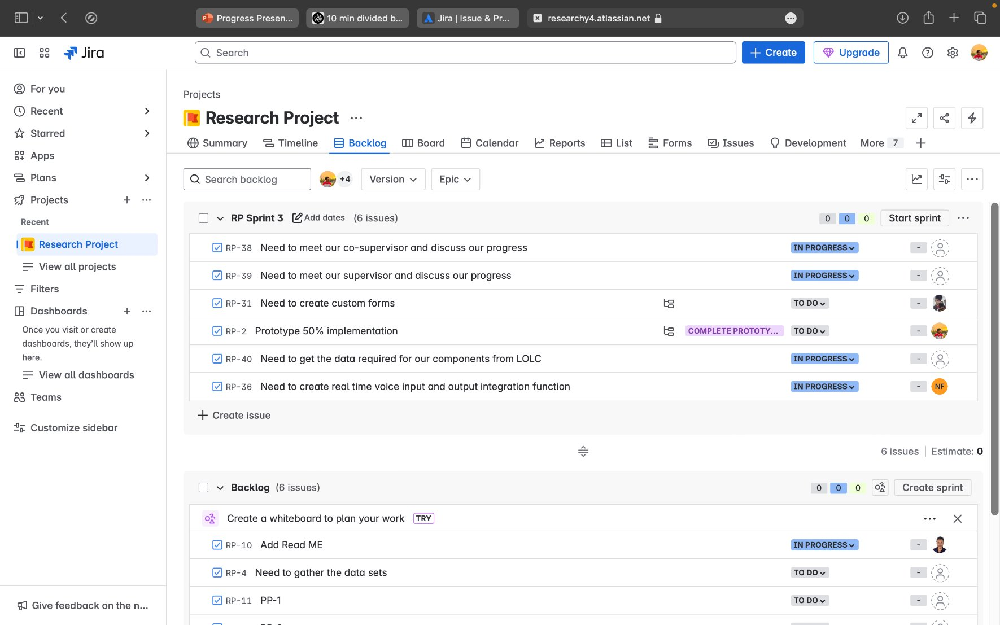 Progress Presen...
10 min divided b...
Jira | Issue & Pr...
researchy4.atlassian.net
Jira
Search
Create
Upgrade
For you
Recent
Starred
Apps
Plans
Projects
Recent
Research Project
View all projects
Filters
Dashboards
Once you visit or create
dashboards, they'll show up
here.
View all dashboards
Teams
Customize sidebar
Give feedback on the n...
Projects
Research Project
Summary
Timeline
Backlog
Board
Calendar
Reports
List
Forms
Issues
Development
More 7
Search backlog
+4
Version
Epic
RP Sprint 3 Add dates (6 issues) 0 0 0 Start sprint
RP-38 Need to meet our co-supervisor and discuss our progress IN PROGRESS -
RP-39 Need to meet our supervisor and discuss our progress IN PROGRESS -
RP-31 Need to create custom forms TO DO -
RP-2 Prototype 50% implementation COMPLETE PROTOTY... TO DO -
RP-40 Need to get the data required for our components from LOLC IN PROGRESS -
RP-36 Need to create real time voice input and output integration function IN PROGRESS - NF
Create issue
6 issues Estimate: 0
Backlog (6 issues) 0 0 0 Create sprint
Create a whiteboard to plan your work TRY
RP-10 Add Read ME IN PROGRESS -
RP-4 Need to gather the data sets TO DO -
RP-11 PP-1 TO DO -